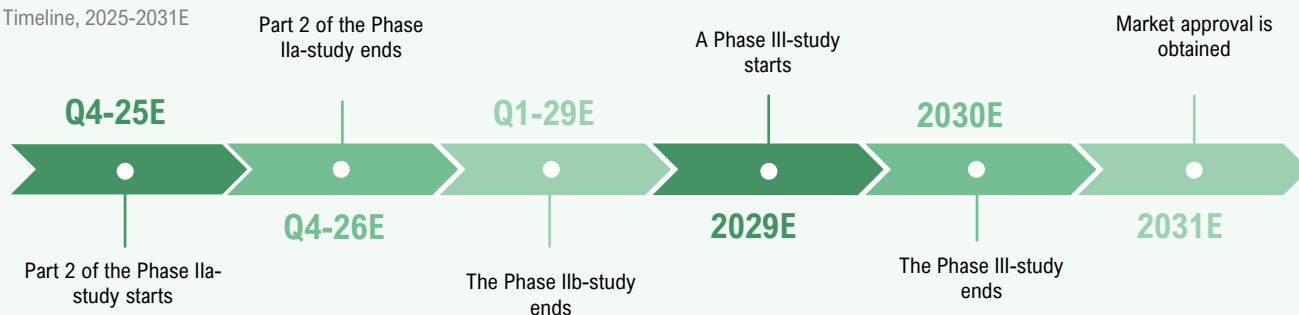 Timeline, 2025-2031E
Part 2 of the Phase
IIa-study ends
A Phase III-study
starts
Market approval is
obtained
Q4-25E
Q1-29E
2030E
Q4-26E
2029E
2031E
Part 2 of the Phase IIa-
study starts
The Phase IIb-study
ends
The Phase III-study
ends